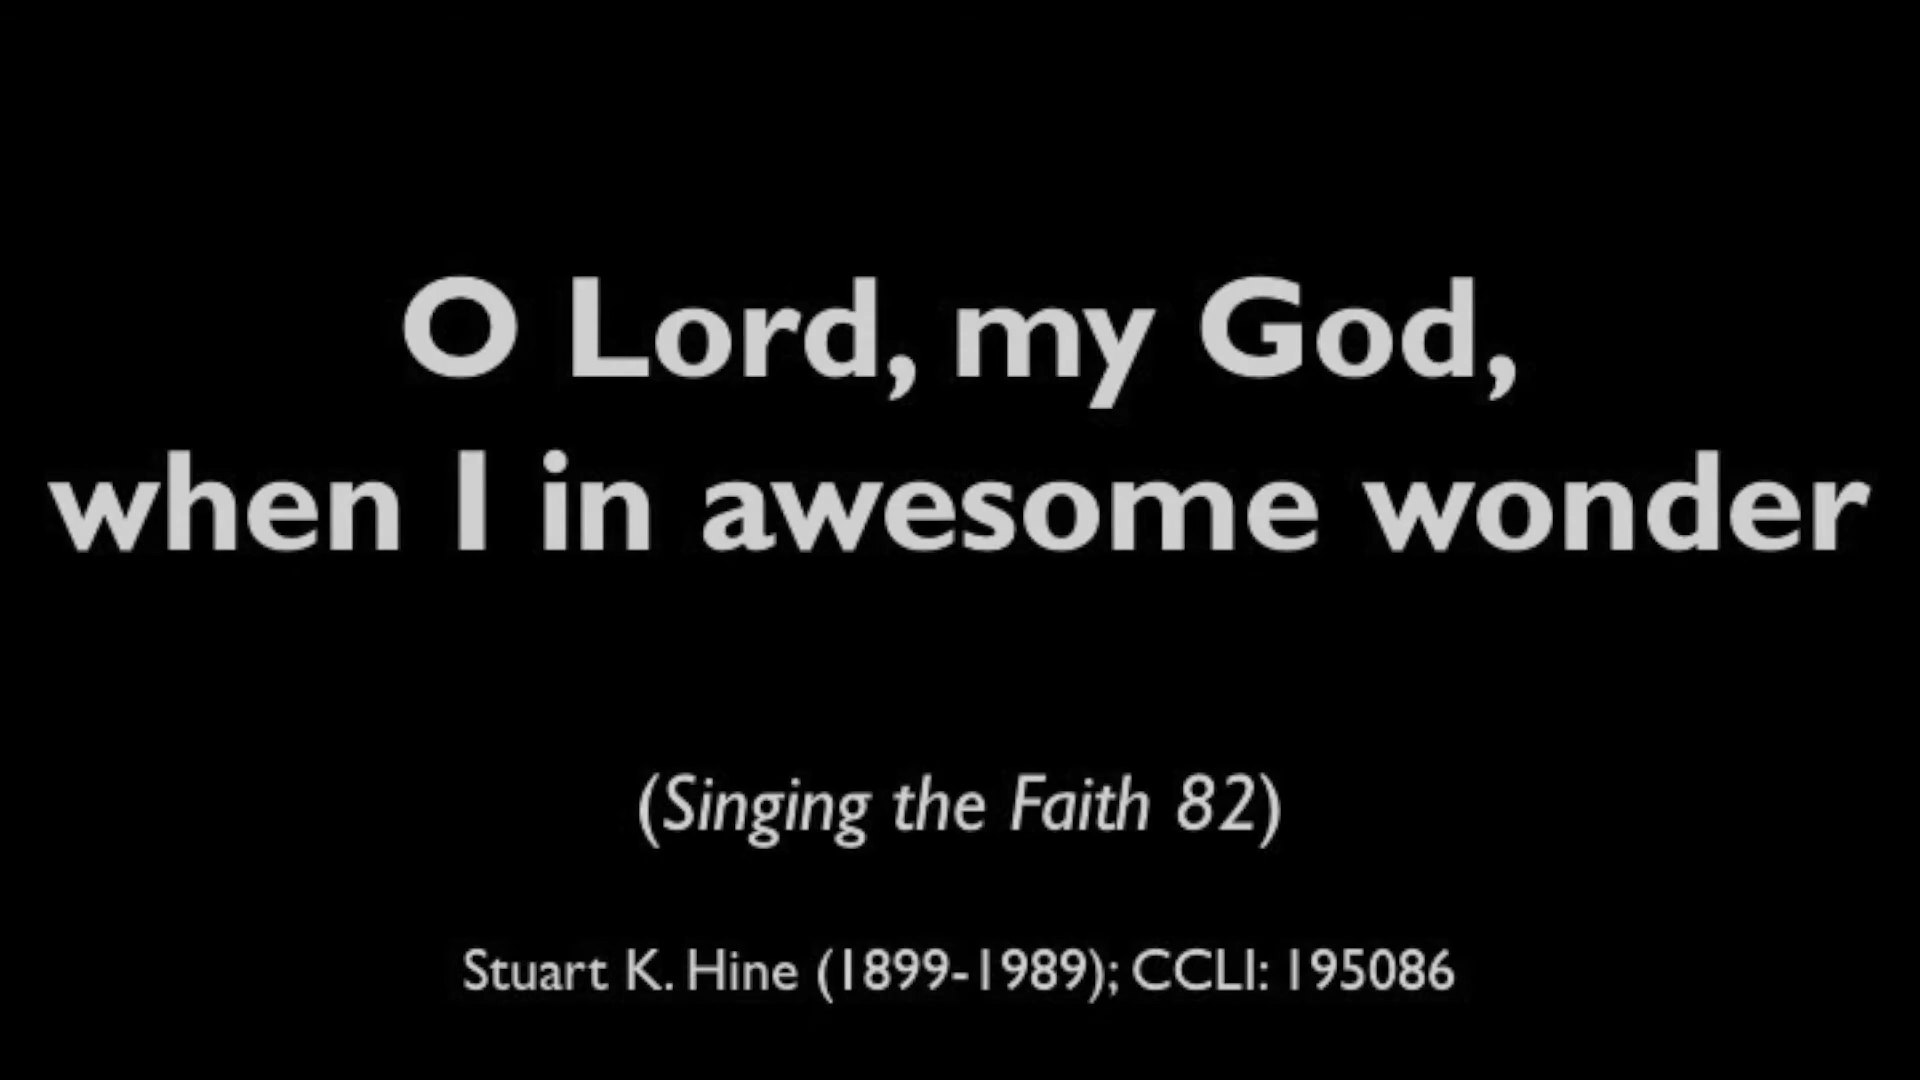 O Lord, my God,
when I in awesome wonder
(Singing the Faith 82)
Stuart K. Hine (1899-1989); CCLI: 195086